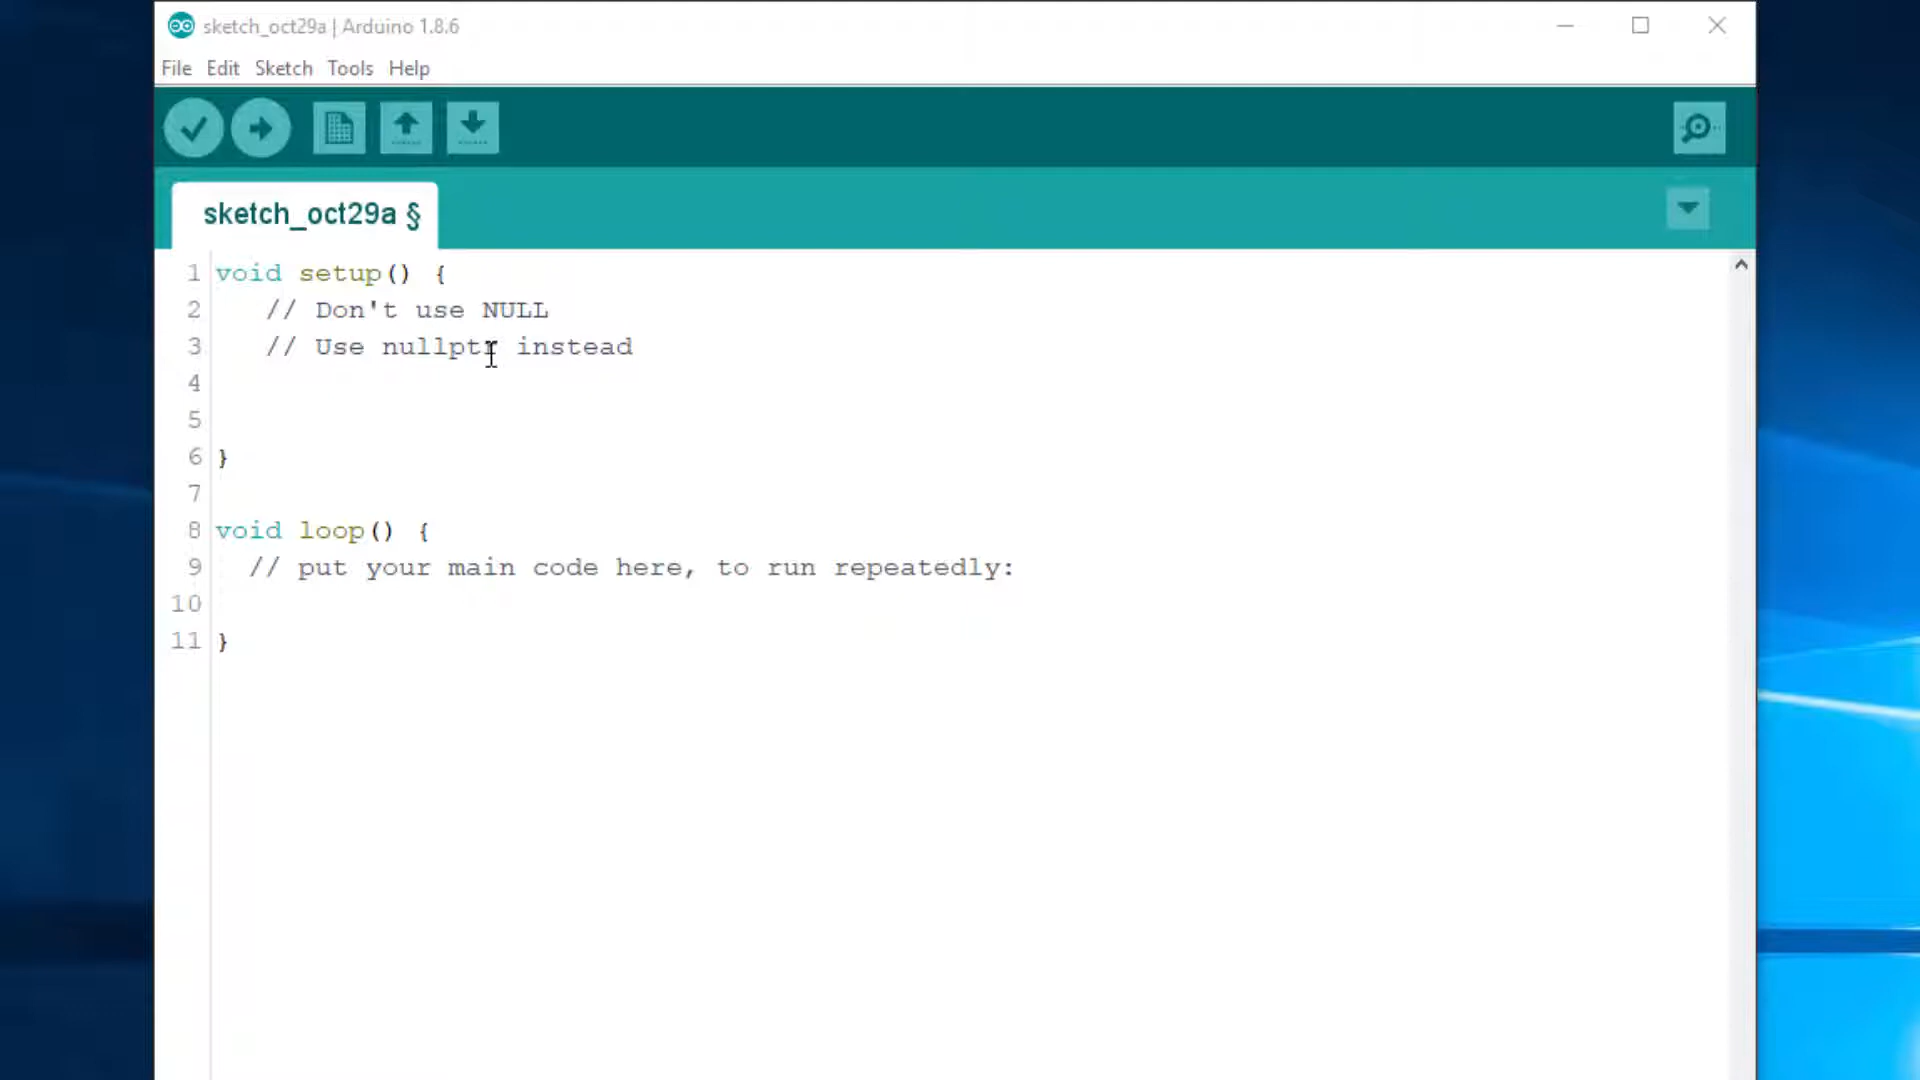 sketch_oct29a | Arduino 1.8.6
File Edit Sketch Tools Help
sketch_oct29a §
1 void setup() {
2 // Don't use NULL
3 // Use nullptr instead
4
5
6 }
7
8 void loop() {
9 // put your main code here, to run repeatedly:
10
11 }